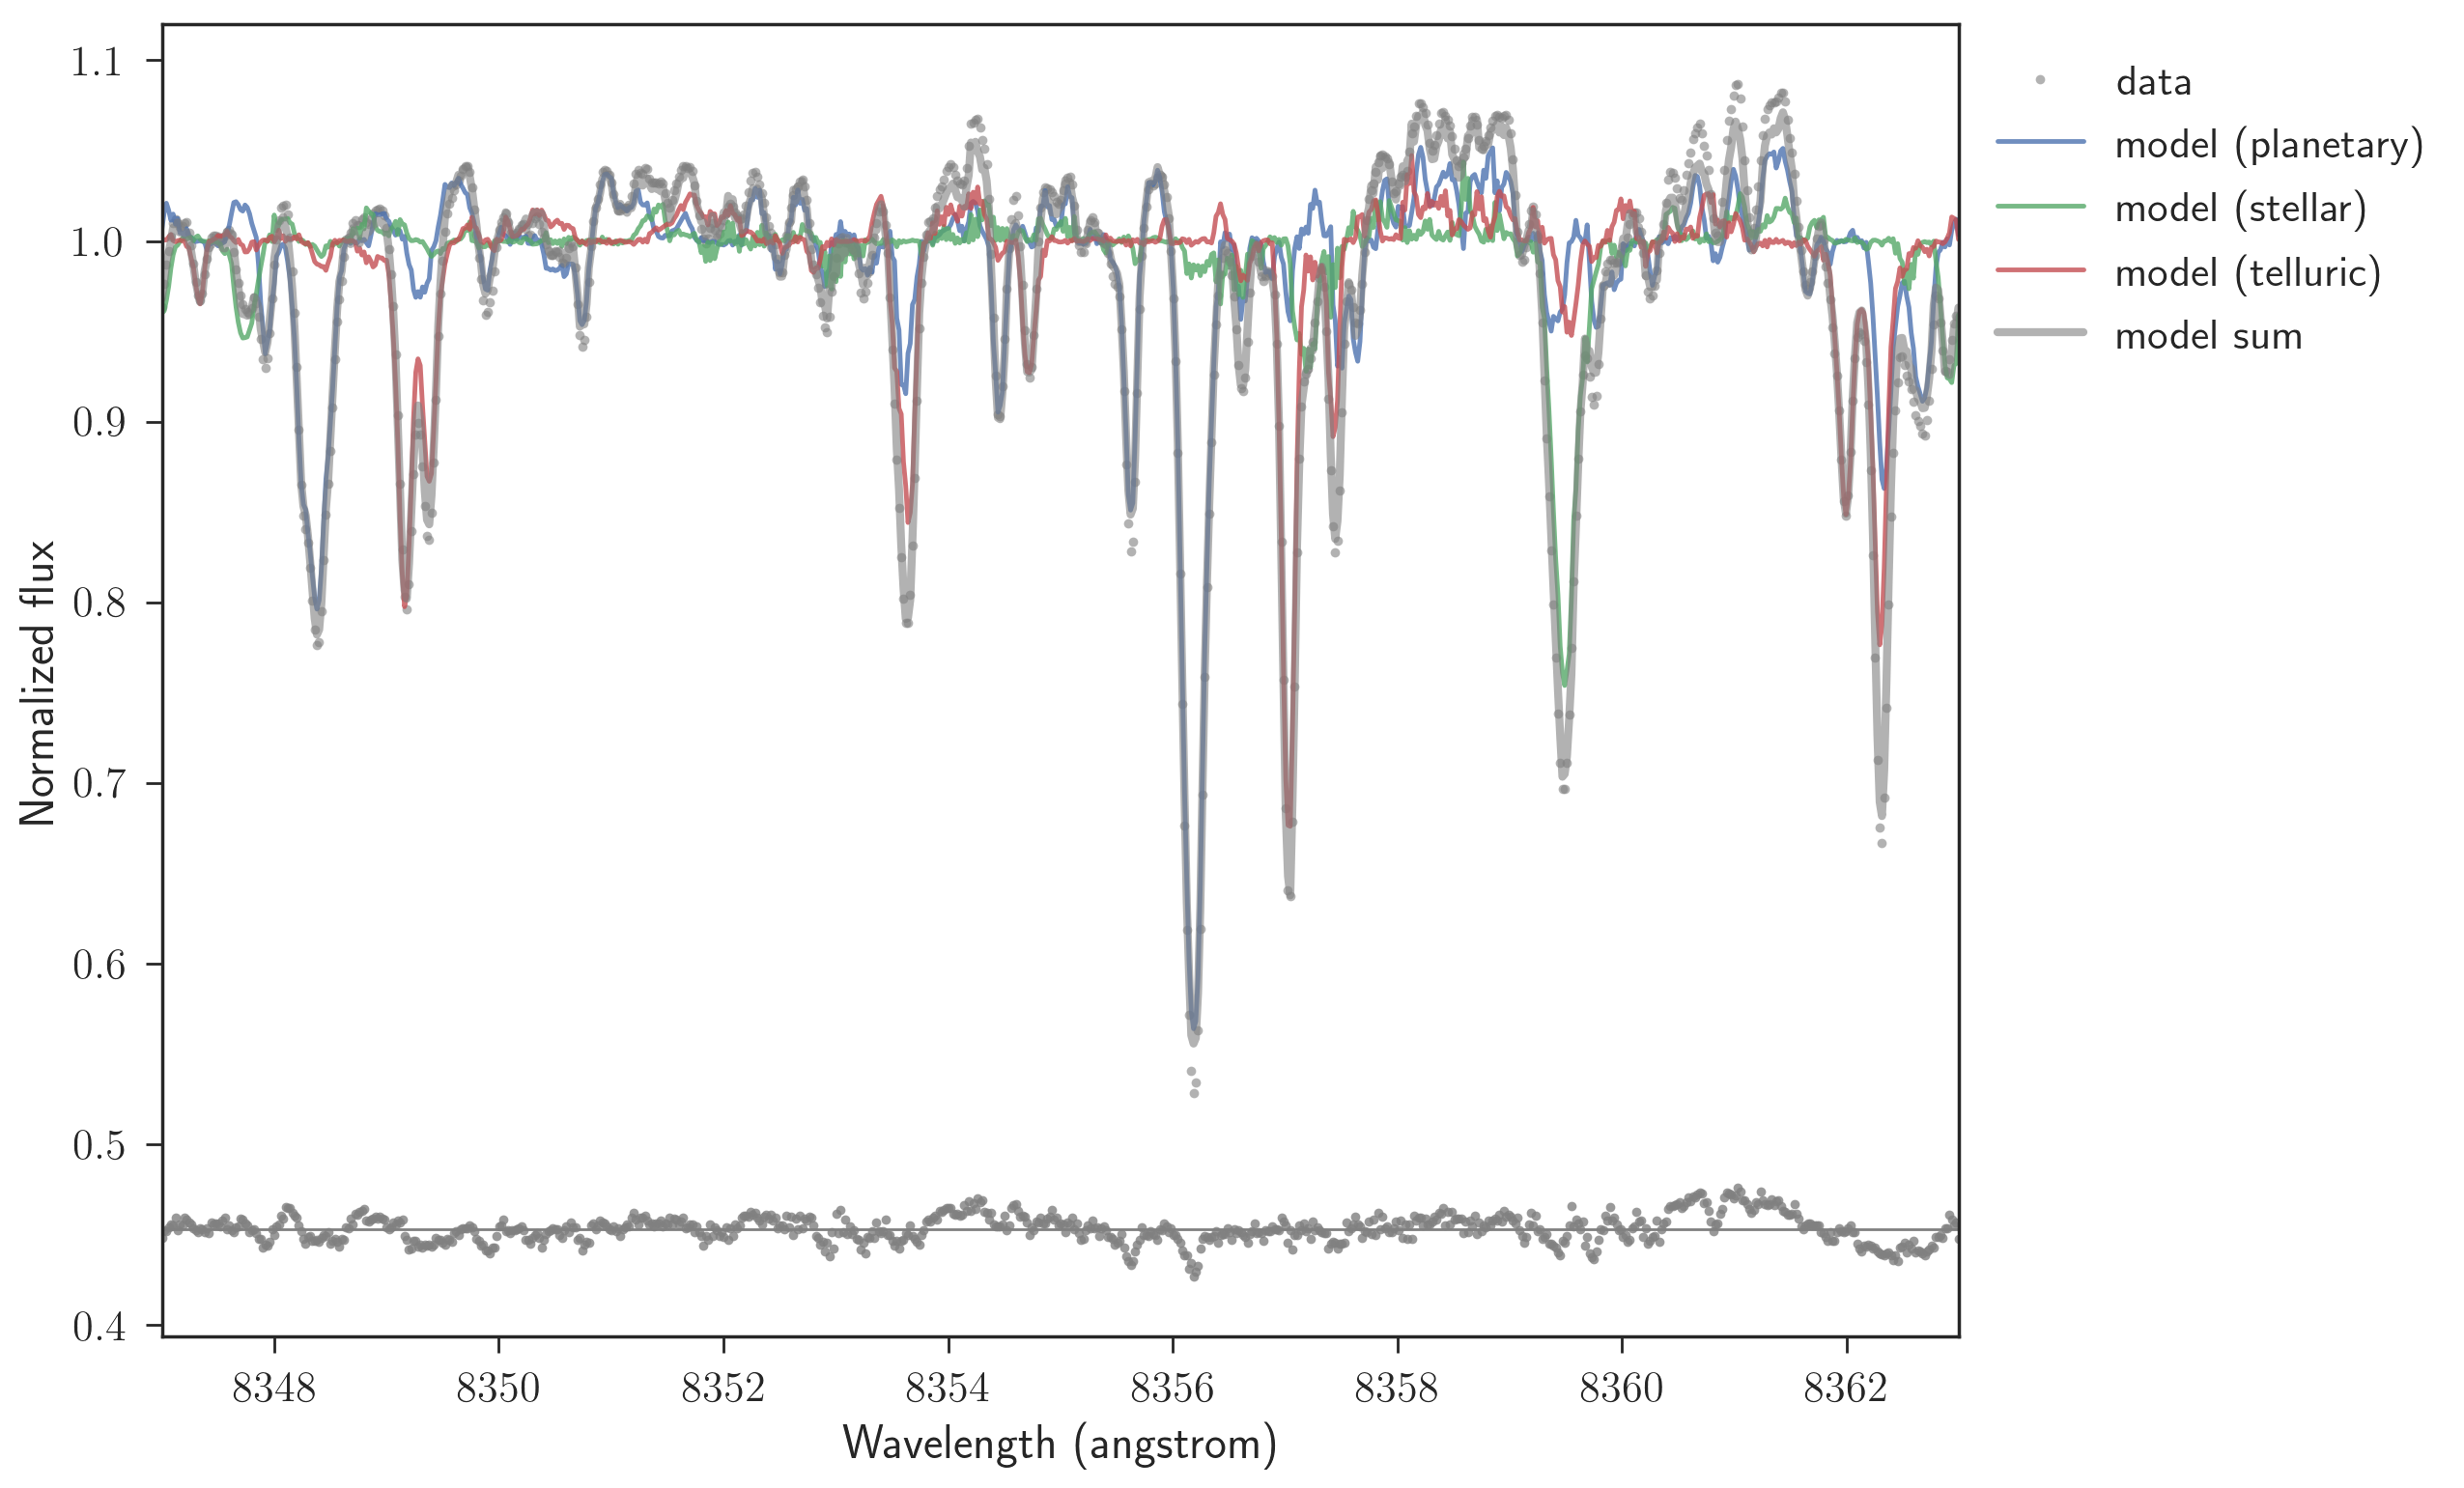 1.1
1.0
0.9
0.8
0.7
0.6
0.5
0.4
Normalized flux
8348 8350 8352 8354 8356 8358 8360 8362
Wavelength (angstrom)
data
model (planetary)
model (stellar)
model (telluric)
model sum